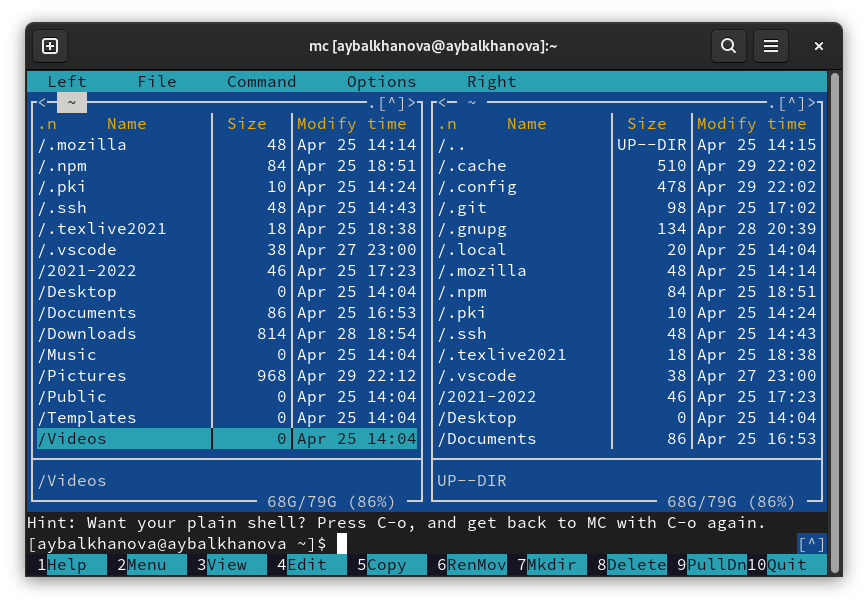 mc [aybalkhanova@aybalkhanova]:~
Left File Command Options Right
<─ ~ .[^]> <─ ~ .[^]>
.n Name Size Modify time .n Name Size Modify time
/.mozilla 48 Apr 25 14:14 /.. UP--DIR Apr 25 14:15
/.npm 84 Apr 25 18:51 /.cache 510 Apr 29 22:02
/.pki 10 Apr 25 14:24 /.config 478 Apr 29 22:02
/.ssh 48 Apr 25 14:43 /.git 98 Apr 25 17:02
/.texlive2021 18 Apr 25 18:38 /.gnupg 134 Apr 28 20:39
/.vscode 38 Apr 27 23:00 /.local 20 Apr 25 14:04
/2021-2022 46 Apr 25 17:23 /.mozilla 48 Apr 25 14:14
/Desktop 0 Apr 25 14:04 /.npm 84 Apr 25 18:51
/Documents 86 Apr 25 16:53 /.pki 10 Apr 25 14:24
/Downloads 814 Apr 28 18:54 /.ssh 48 Apr 25 14:43
/Music 0 Apr 25 14:04 /.texlive2021 18 Apr 25 18:38
/Pictures 968 Apr 29 22:12 /.vscode 38 Apr 27 23:00
/Public 0 Apr 25 14:04 /2021-2022 46 Apr 25 17:23
/Templates 0 Apr 25 14:04 /Desktop 0 Apr 25 14:04
/Videos 0 Apr 25 14:04 /Documents 86 Apr 25 16:53
/Videos UP--DIR
68G/79G (86%) 68G/79G (86%)
Hint: Want your plain shell? Press C-o, and get back to MC with C-o again.
[aybalkhanova@aybalkhanova ~]$ [^]
1Help 2Menu 3View 4Edit 5Copy 6RenMov 7Mkdir 8Delete 9PullDn 10Quit